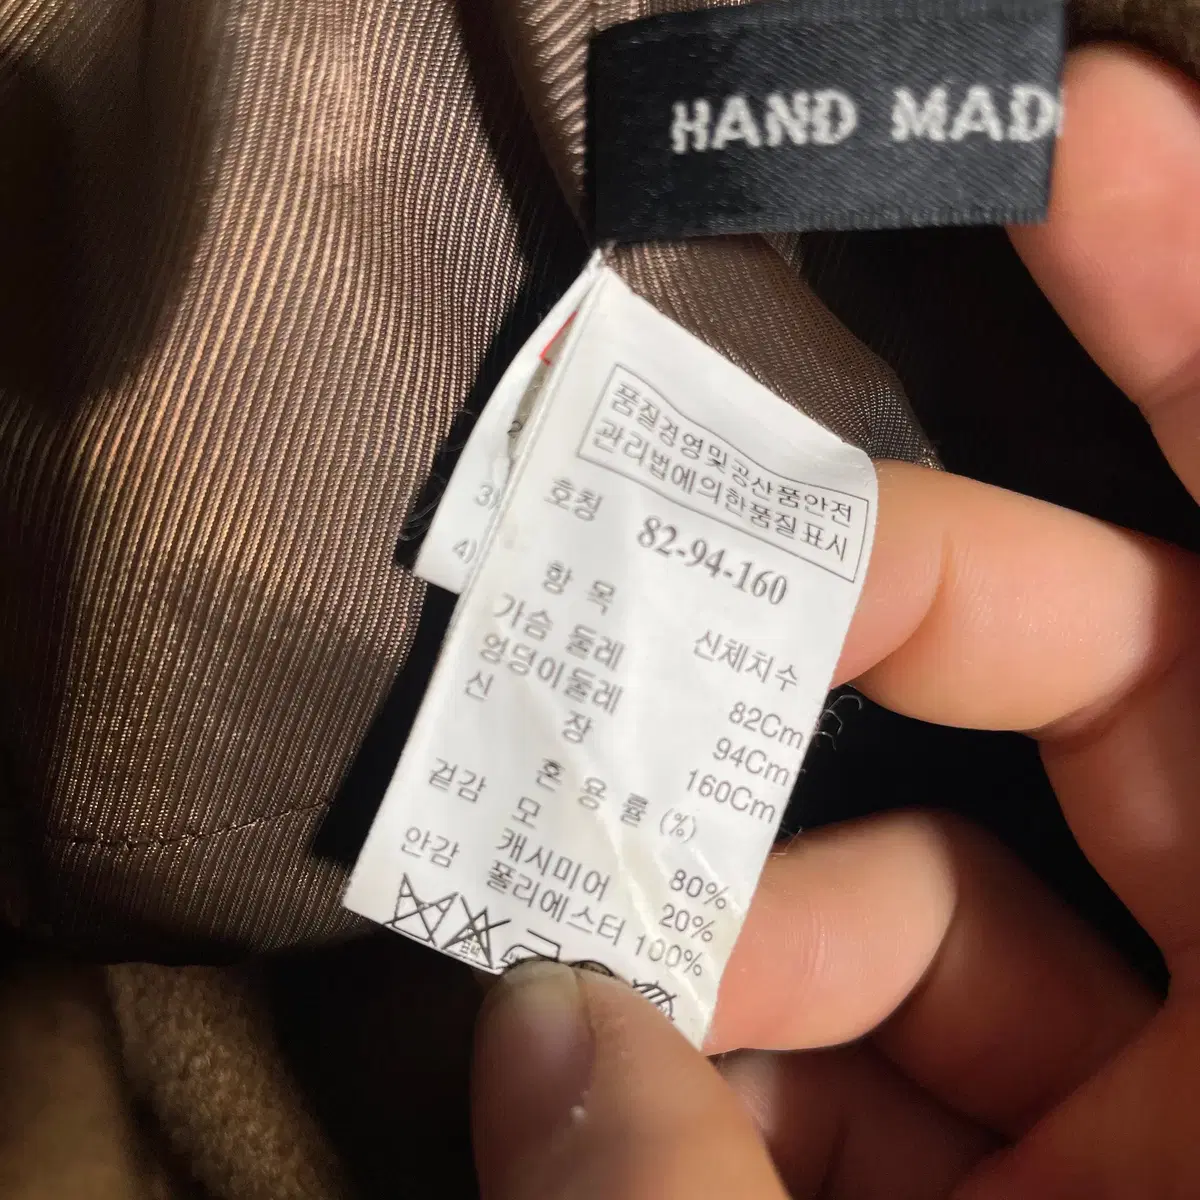 HAND MAD
2
3)
4)
품질경영및공산품안전
관리법에의한품질표시
호칭 82-94-160
항 목 신체치수
가슴 둘레 82Cm
엉덩이둘레 94Cm
신 장 160Cm
혼 용 률 (%)
겉감 모 80%
캐시미어 20%
안감 폴리에스터 100%